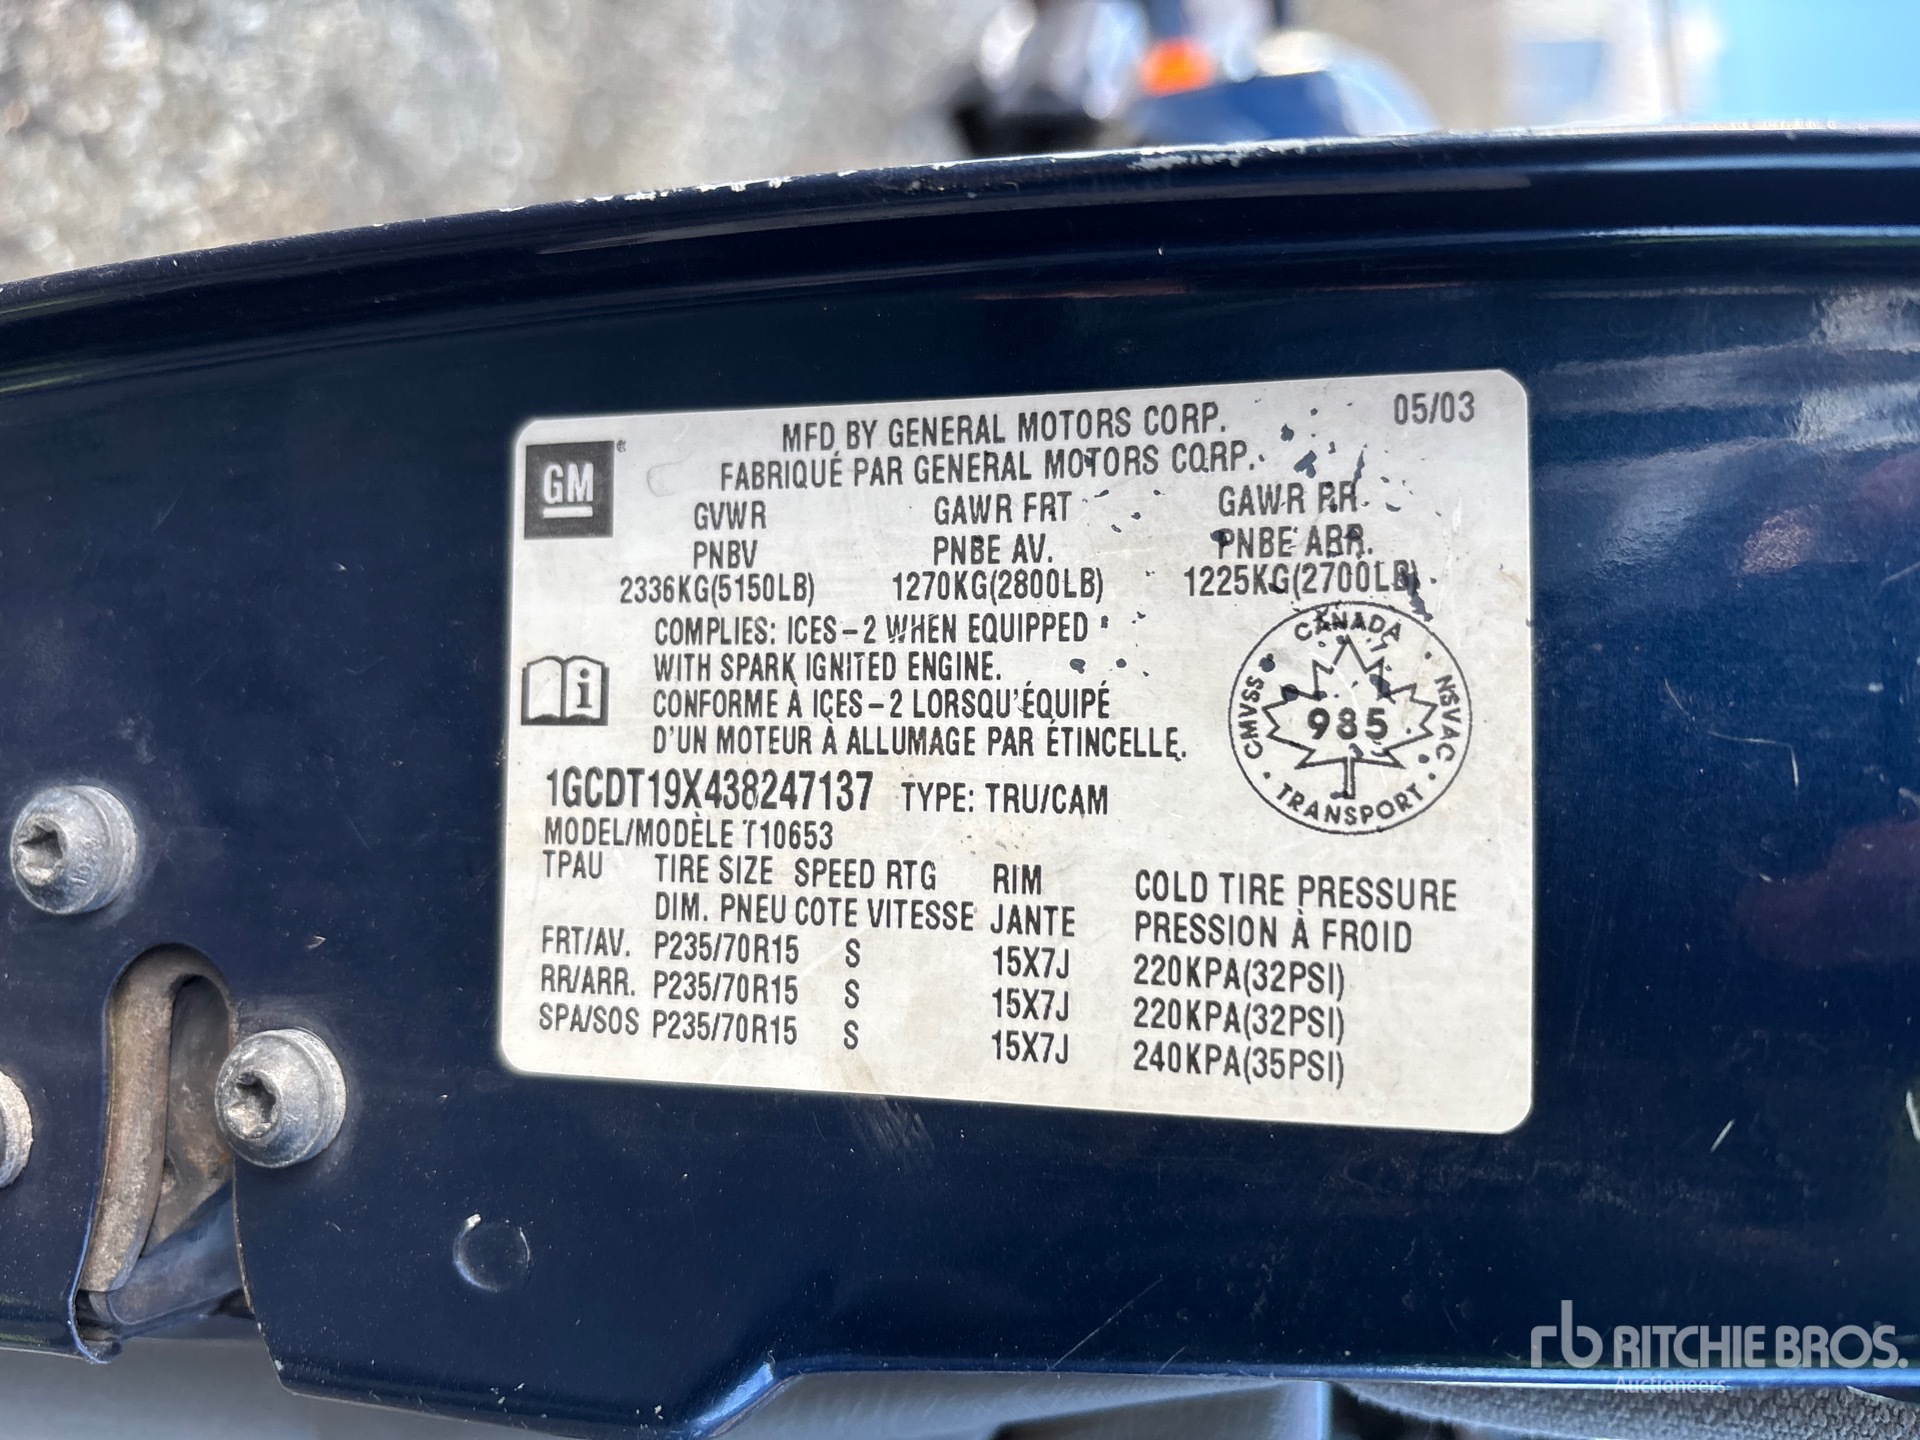 MFD BY GENERAL MOTORS CORP. 05/03
FABRIQUÉ PAR GENERAL MOTORS CORP.
GM
GVWR GAWR FRT GAWR RR
PNBV PNBE AV. PNBE ARR.
2336KG(5150LB) 1270KG(2800LB) 1225KG(2700LB)
COMPLIES: ICES-2 WHEN EQUIPPED
WITH SPARK IGNITED ENGINE.
CONFORME À ICES-2 LORSQU'ÉQUIPÉ
D'UN MOTEUR À ALLUMAGE PAR ÉTINCELLE.
i
CANADA
CMVSS 985 NSVAC
TRANSPORT
1GCDT19X438247137 TYPE: TRU/CAM
MODEL/MODÈLE T10653
TPAU TIRE SIZE SPEED RTG RIM COLD TIRE PRESSURE
DIM. PNEU COTE VITESSE JANTE PRESSION À FROID
FRT/AV. P235/70R15 S 15X7J 220KPA(32PSI)
RR/ARR. P235/70R15 S 15X7J 220KPA(32PSI)
SPA/SOS P235/70R15 S 15X7J 240KPA(35PSI)
rb RITCHIE BROS.
Auctioneers